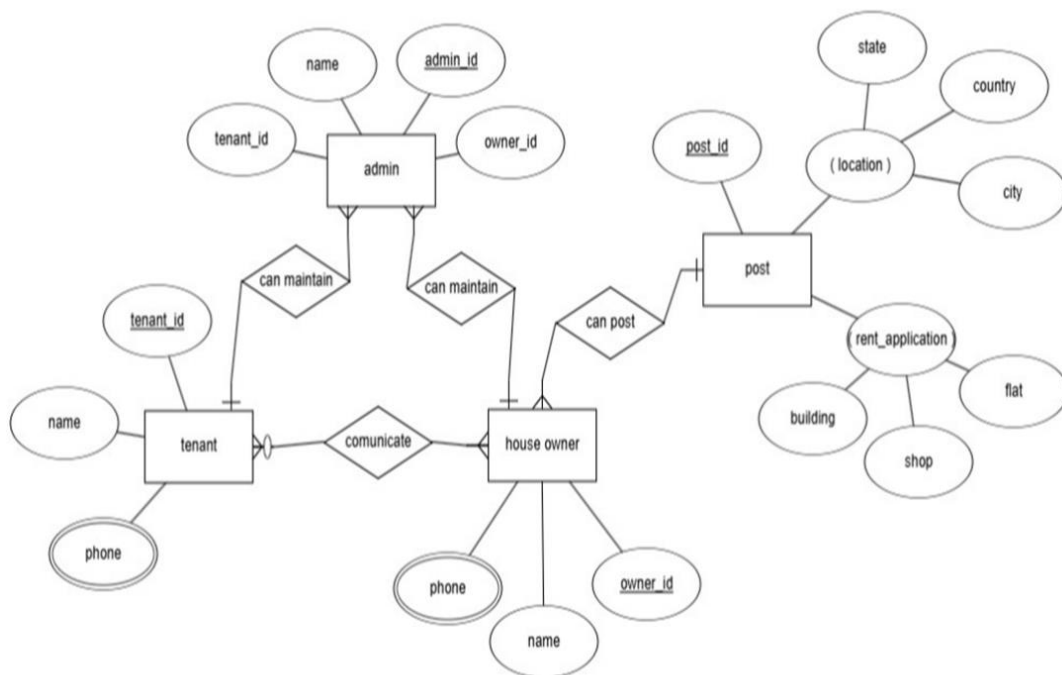 state
name
admin_id
country
tenant_id
owner_id
post_id
( location )
admin
city
can maintain
can maintain
post
tenant_id
can post
( rent_application )
name
flat
tenant
comunicate
house owner
building
shop
phone
phone
owner_id
name